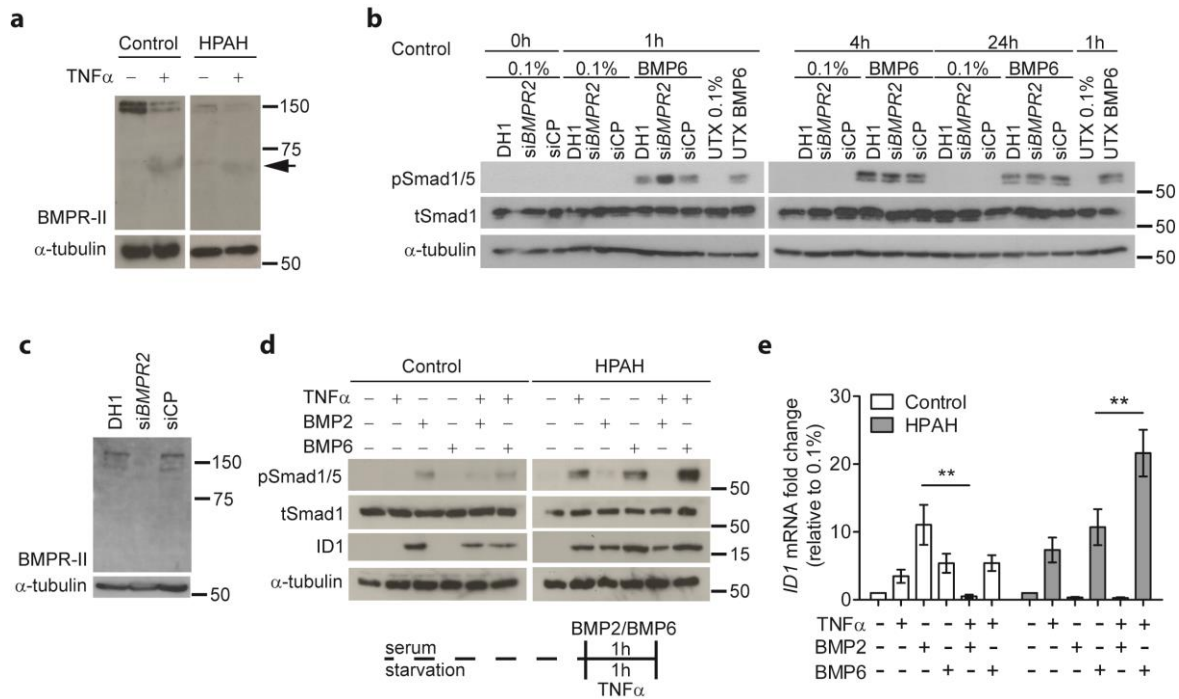 a
Control HPAH
TNFα − + − +
150
75
BMPR-II
α-tubulin
50
b
Control
0h 1h 4h 24h 1h
0.1% 0.1% BMP6 0.1% BMP6 0.1% BMP6
DH1 siBMPR2 siCP DH1 siBMPR2 siCP DH1 siBMPR2 siCP UTX 0.1% UTX BMP6 DH1 siBMPR2 siCP DH1 siBMPR2 siCP DH1 siBMPR2 siCP DH1 siBMPR2 siCP UTX 0.1% UTX BMP6
pSmad1/5
50
tSmad1
50
α-tubulin
50
c
DH1 siBMPR2 siCP
150
75
BMPR-II
α-tubulin
50
d
Control HPAH
TNFα − + − − + + − + − − + +
BMP2 − − + − + − − − + − + −
BMP6 − − − + − + − − − + − +
pSmad1/5
50
tSmad1
50
ID1
15
α-tubulin
50
BMP2/BMP6
serum 1h
starvation 1h
TNFα
e
ID1 mRNA fold change
(relative to 0.1%)
30
20
10
0
Control
HPAH
**
**
TNFα - + - - + + - + - - + +
BMP2 - - + - + - - - + - + -
BMP6 - - - + - + - - - + - +